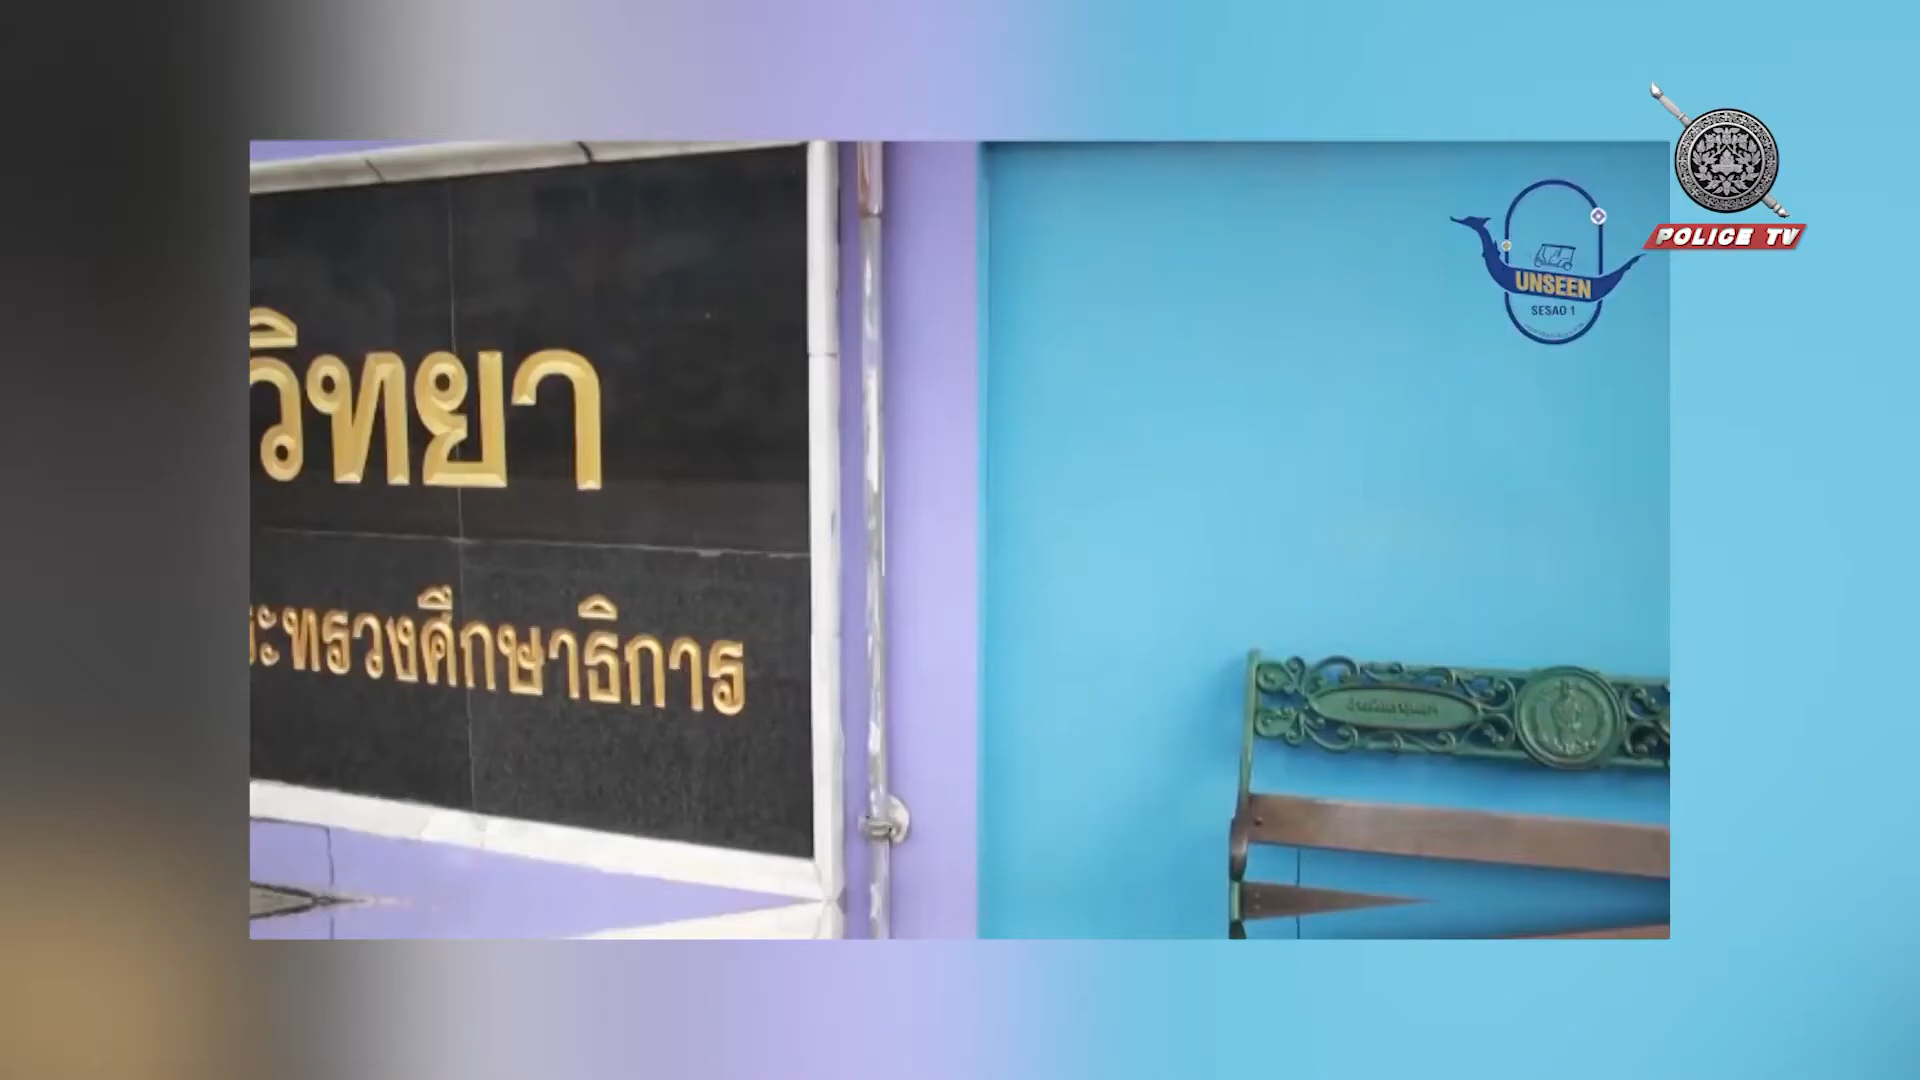 POLICE TV
UNSEEN
SESAO 1
วิทยา
ะทรวงศึกษาธิการ